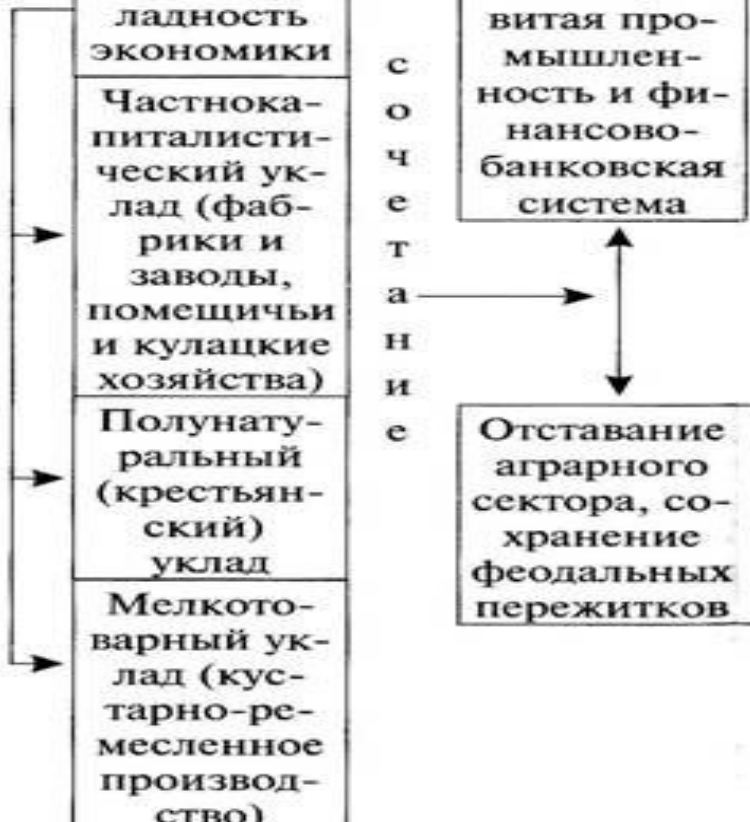 ладность
экономики
Частнока-
питалисти-
ческий ук-
лад (фаб-
рики и
заводы,
помещичьи
и кулацкие
хозяйства)
Полунату-
ральный
(крестьян-
ский)
уклад
Мелкото-
варный ук-
лад (кус-
тарно-ре-
месленное
производ-
ство)
с
о
ч
е
т
а
н
и
е
витая про-
мышлен-
ность и фи-
нансово-
банковская
система
Отставание
аграрного
сектора, со-
хранение
феодальных
пережитков